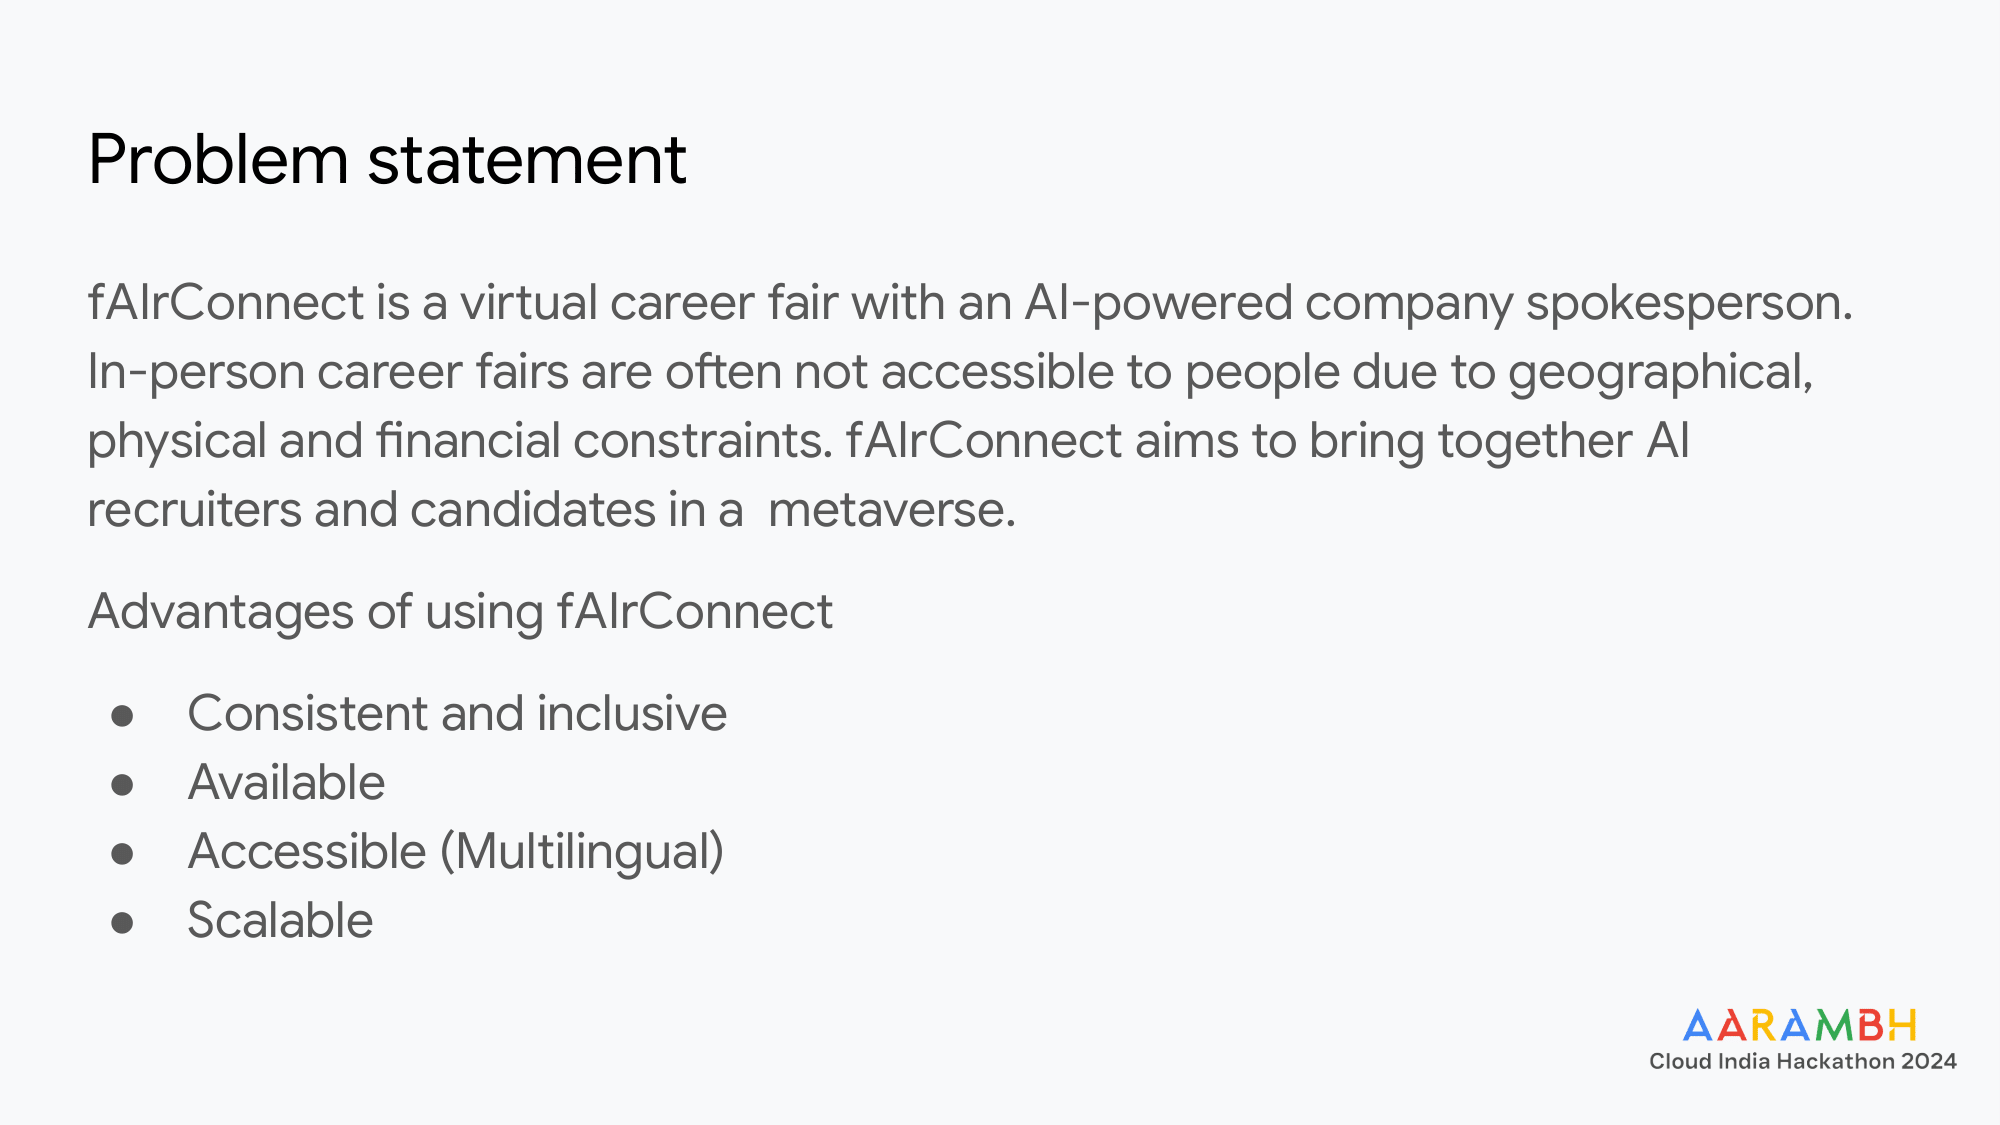 Problem statement
fAIrConnect is a virtual career fair with an AI-powered company spokesperson.
In-person career fairs are often not accessible to people due to geographical,
physical and financial constraints. fAIrConnect aims to bring together AI
recruiters and candidates in a  metaverse.
Advantages of using fAIrConnect
● Consistent and inclusive
● Available
● Accessible (Multilingual)
● Scalable
AARAMBH
Cloud India Hackathon 2024